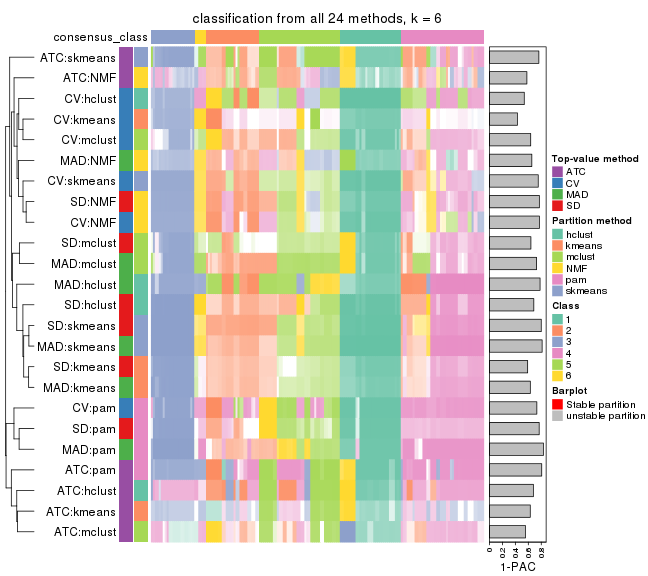 classification from all 24 methods, k = 6
consensus_class
ATC:skmeans
ATC:NMF
CV:hclust
CV:kmeans
CV:mclust
MAD:NMF
CV:skmeans
SD:NMF
CV:NMF
SD:mclust
MAD:mclust
MAD:hclust
SD:hclust
SD:skmeans
MAD:skmeans
SD:kmeans
MAD:kmeans
CV:pam
SD:pam
MAD:pam
ATC:pam
ATC:hclust
ATC:kmeans
ATC:mclust
0
0.2
0.4
0.6
0.8
1-PAC
Top-value method
ATC
CV
MAD
SD
Partition method
hclust
kmeans
mclust
NMF
pam
skmeans
Class
1
2
3
4
5
6
Barplot
Stable partition
unstable partition